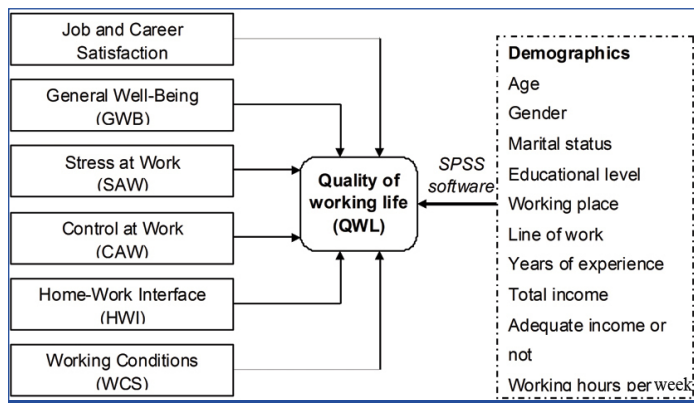 Job and Career
Satisfaction
General Well-Being
(GWB)
Stress at Work
(SAW)
Control at Work
(CAW)
Home-Work Interface
(HWI)
Working Conditions
(WCS)
Quality of
working life
(QWL)
SPSS
software
Demographics
Age
Gender
Marital status
Educational level
Working place
Line of work
Years of experience
Total income
Adequate income or
not
Working hours per week